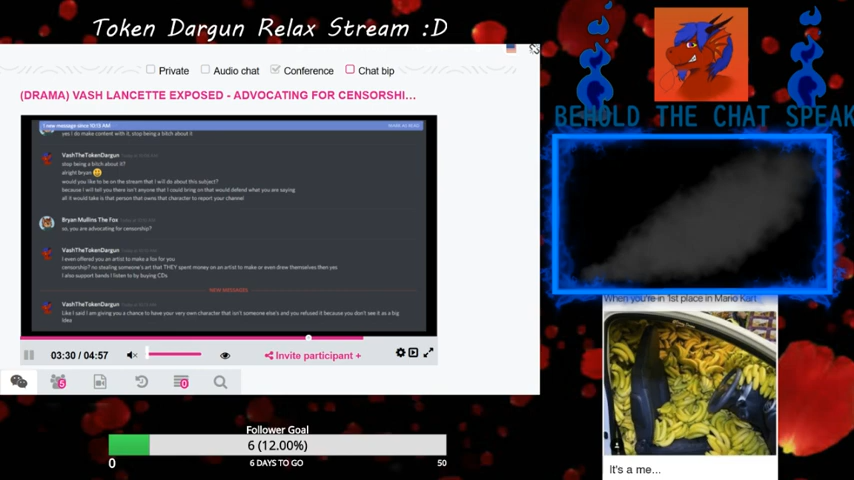 Token Dargun Relax Stream :D
Private
Audio chat
Conference
Chat bip
(DRAMA) VASH LANCETTE EXPOSED - ADVOCATING FOR CENSORSHI...
1 new message since 10:15 AM
yes I do make content with it, stop being a bitch about it
VashTheTokenDargun
stop being a bitch about it?
alright bryan
would you like to be on the stream that I will do about this subject?
because I will tell you there isn't anyone that I could bring on that would defend what you are saying
all it would take is that person that owns that character to report your channel
Bryan Mullins The Fox
so, you are advocating for censorship?
VashTheTokenDargun
I even offered you an artist to make a fox for you
censorship? no stealing someone's art that THEY spent money on an artist to make or even drew themselves then yes
I also support bands I listen to by buying CDs
NEW MESSAGES
VashTheTokenDargun
Like I said I am giving you a chance to have your very own character that isn't someone else's and you refused it because you don't see it as a big
idea
03:30 / 04:57
Invite participant +
5
0
Follower Goal
6 (12.00%)
0
6 DAYS TO GO
50
BEHOLD THE CHAT SPEAK
When you're in 1st place in Mario Kart
It's a me...